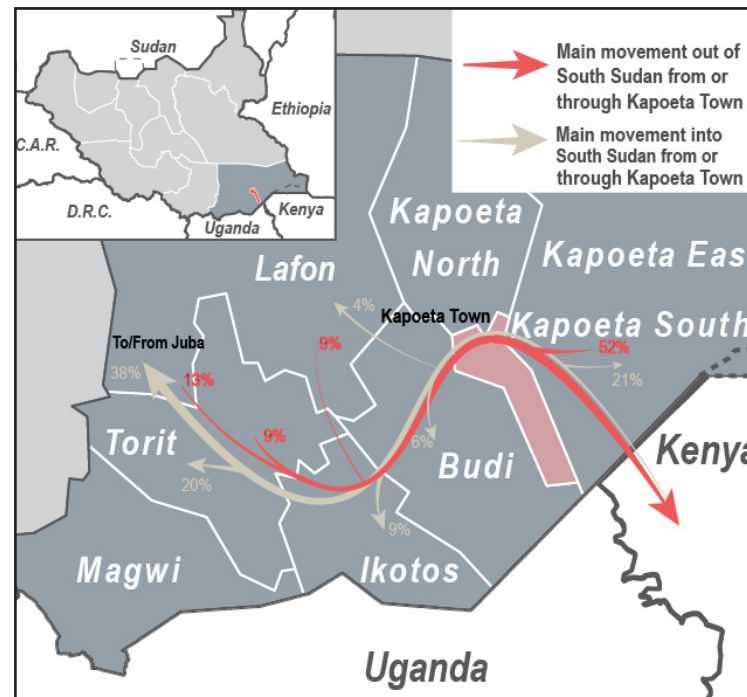 Sudan
Ethiopia
C.A.R.
D.R.C.
Uganda
Kenya
Main movement out of
South Sudan from or
through Kapoeta Town
Main movement into
South Sudan from or
through Kapoeta Town
Kapoeta
North
Kapoeta Eas
Lafon
4%
Kapoeta Town
Kapoeta South
To/From Juba
9%
52%
38%
13%
21%
Torit
9%
6%
Budi
Kenya
20%
9%
Magwi
Ikotos
Uganda